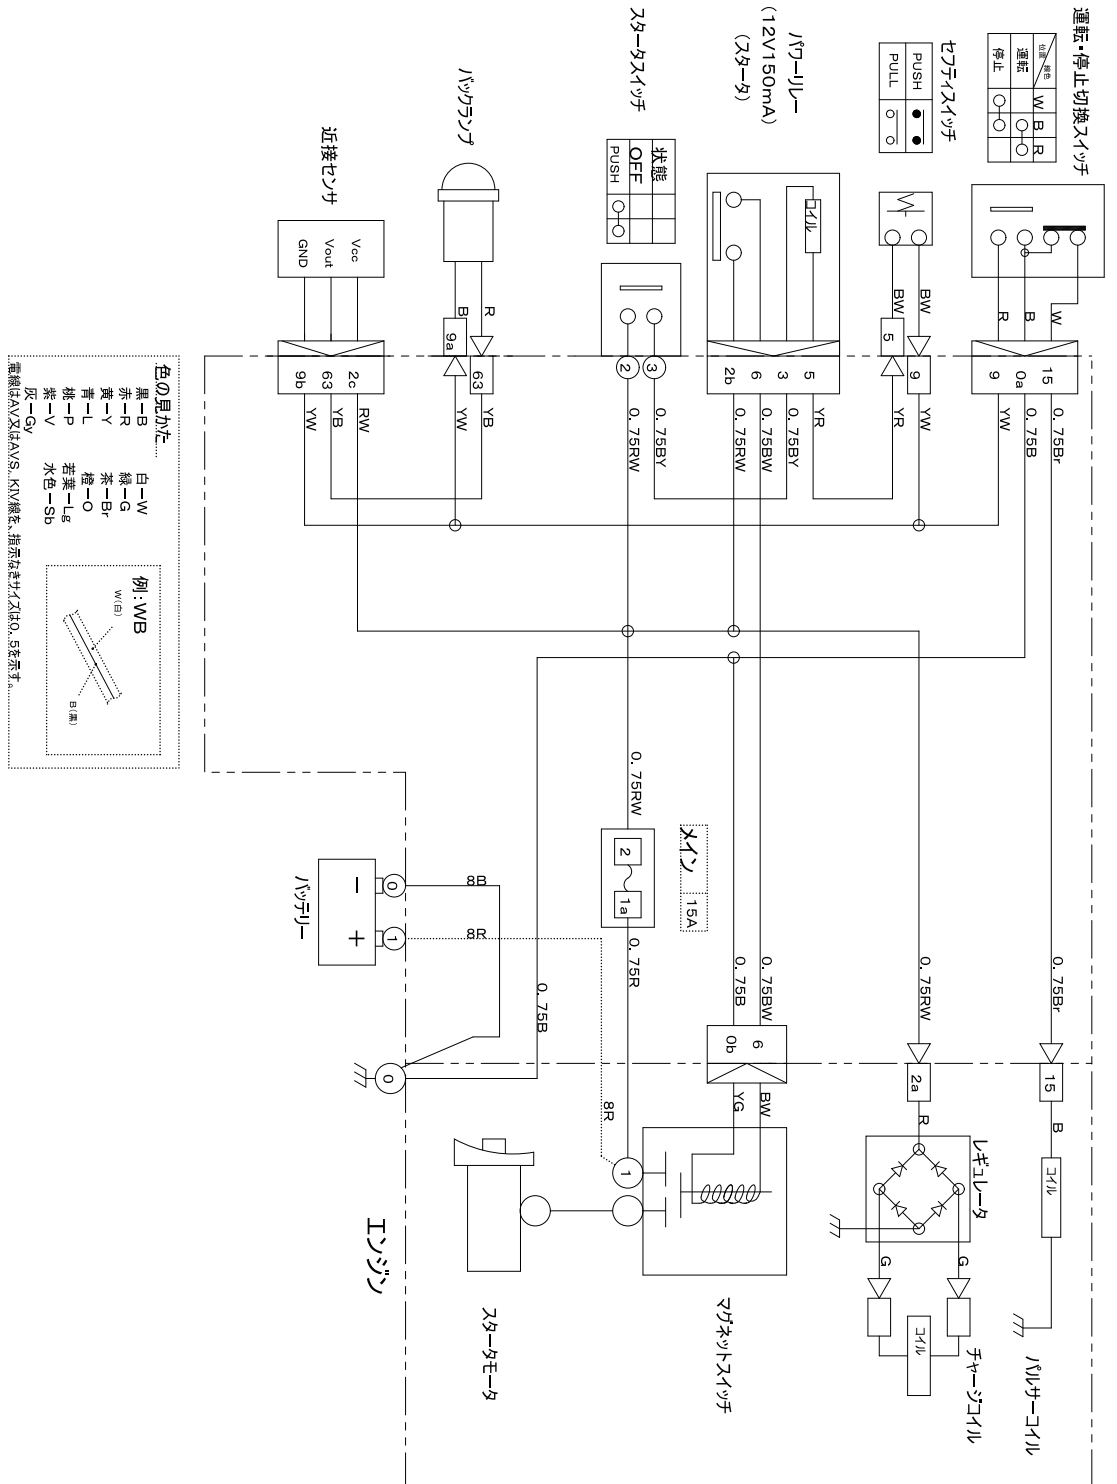 運転・停止切換スイッチ
位置 線色 W B R
運転
停止
セフティスイッチ
PUSH
PULL
パワーリレー
(12V150mA)
(スタータ)
コイル
スタータスイッチ
状態
OFF
PUSH
バックランプ
近接センサ
Vcc
Vout
GND
W
B
R
15
0a
9
0.75Br
0.75B
YW
BW
BW
9
5
YW
YR
5
3
6
2b
YR
0.75BY
0.75BW
0.75RW
3
2
0.75BY
0.75RW
R
B
63
9a
YB
YW
2c
63
9b
RW
YB
YW
色の見かた
黒ーB 白ーW
赤ーR 緑ーG
黄ーY 茶ーBr
青ーL 橙ーO
桃ーP 若葉ーLg
紫ーV 水色ーSb
灰ーGy
電線はAV又はAVS、KIV線を、指示なきサイズは0.5を示す。
例:WB
W(白)
B(黒)
0.75RW
メイン 15A
2
1a
0.75R
バッテリー
−
+
0
1
8B
8R
0.75B
0
8R
0.75Br
0.75RW
0.75BW
0.75B
15
2a
6
0b
B
R
BW
YG
コイル
パルサーコイル
レギュレータ
G
G
コイル
チャージコイル
マグネットスイッチ
1
スタータモータ
エンジン